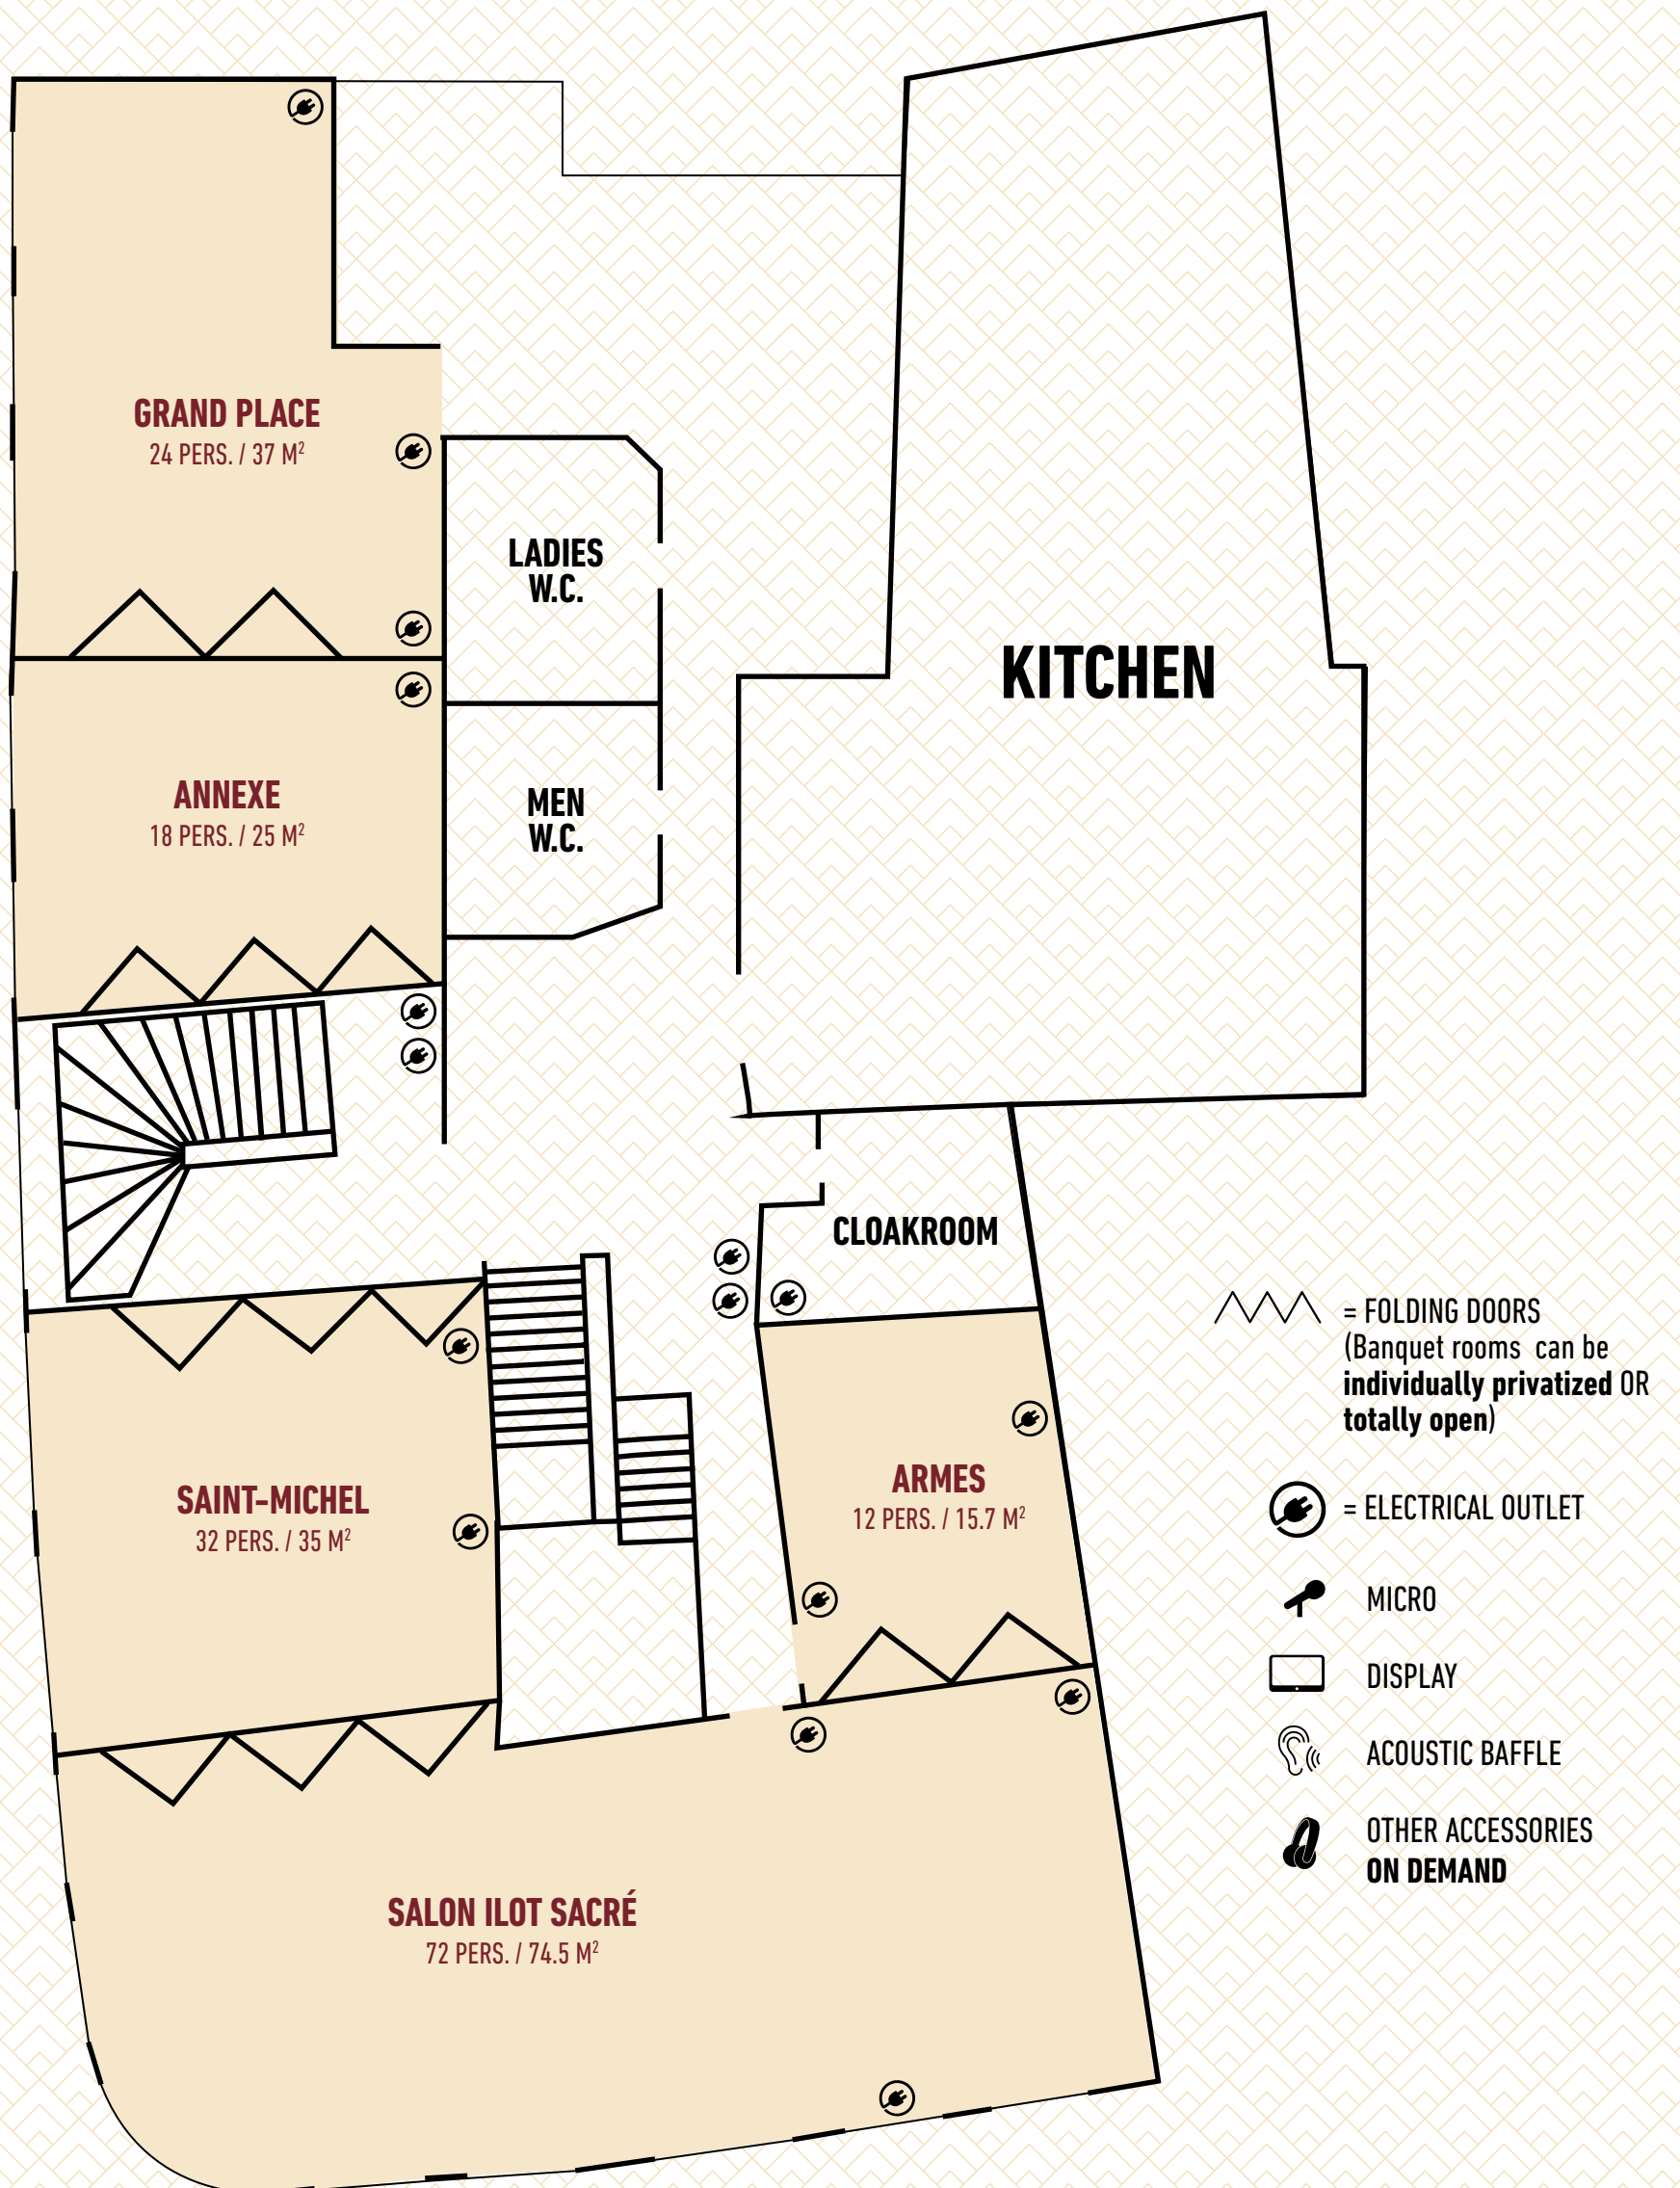 GRAND PLACE
24 PERS. / 37 M²
LADIES
W.C.
KITCHEN
ANNEXE
18 PERS. / 25 M²
MEN
W.C.
CLOAKROOM
SAINT-MICHEL
32 PERS. / 35 M²
ARMES
12 PERS. / 15.7 M²
SALON ILOT SACRÉ
72 PERS. / 74.5 M²
= FOLDING DOORS
(Banquet rooms can be
individually privatized OR
totally open)
= ELECTRICAL OUTLET
MICRO
DISPLAY
ACOUSTIC BAFFLE
OTHER ACCESSORIES
ON DEMAND